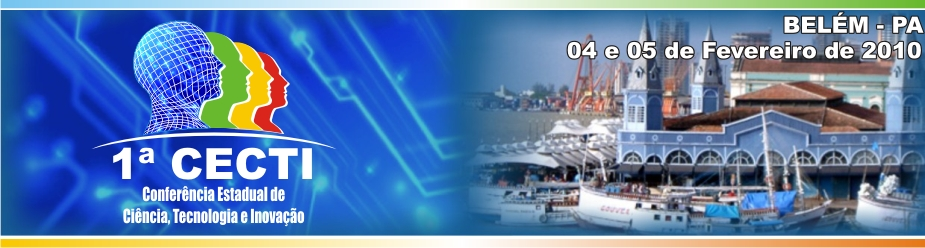 1ª CECTI
Conferência Estadual de
Ciência, Tecnologia e Inovação
BELÉM - PA
04 e 05 de Fevereiro de 2010